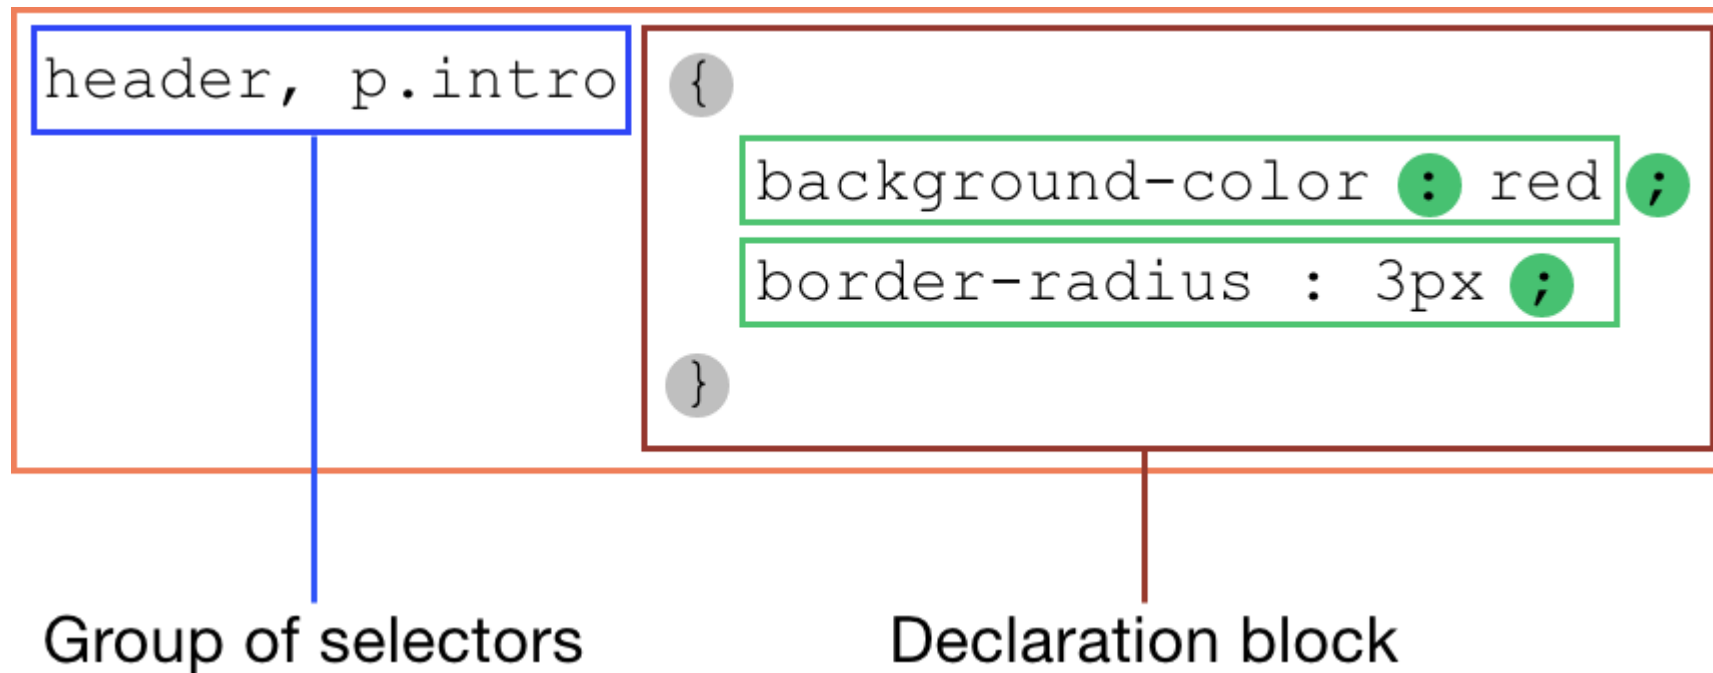 header, p.intro {
background-color : red ;
border-radius : 3px ;
}
Group of selectors
Declaration block